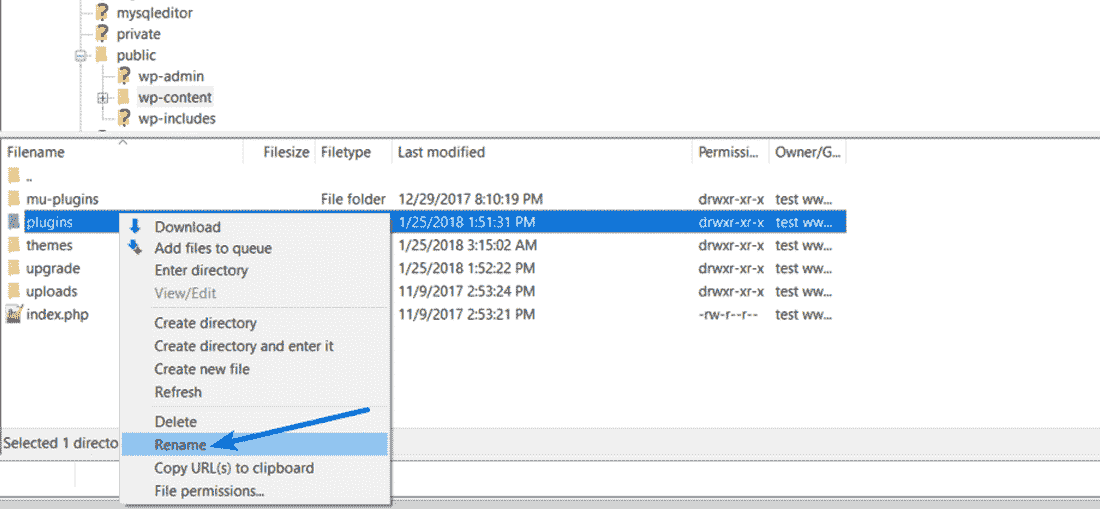 mysqleditor
private
public
wp-admin
wp-content
wp-includes
Filename Filesize Filetype Last modified Permissi... Owner/G...
..
mu-plugins File folder 12/29/2017 8:10:19 PM drwxr-xr-x test ww...
plugins 1/25/2018 1:51:31 PM drwxr-xr-x test ww...
themes 1/25/2018 3:15:02 AM drwxr-xr-x test ww...
upgrade 1/25/2018 1:52:22 PM drwxr-xr-x test ww...
uploads 11/9/2017 2:53:24 PM drwxr-xr-x test ww...
index.php 11/9/2017 2:53:21 PM -rw-r--r-- test ww...
Download
Add files to queue
Enter directory
View/Edit
Create directory
Create directory and enter it
Create new file
Refresh
Delete
Rename
Copy URL(s) to clipboard
File permissions...
Selected 1 directo